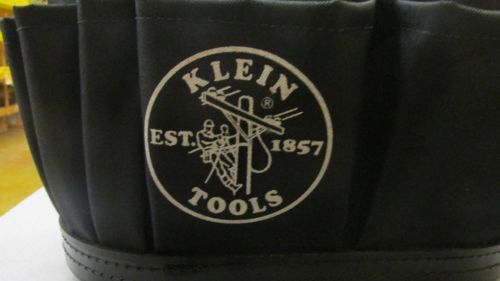 KLEIN
®
EST. 1857
TOOLS